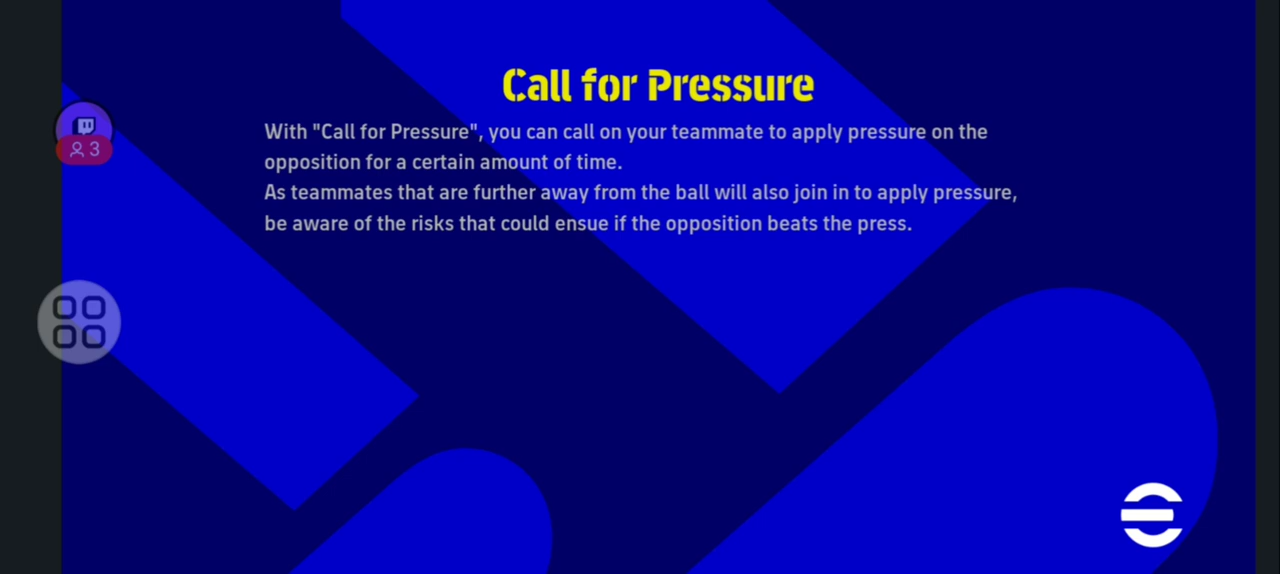 Call for Pressure
With "Call for Pressure", you can call on your teammate to apply pressure on the
opposition for a certain amount of time.
As teammates that are further away from the ball will also join in to apply pressure,
be aware of the risks that could ensue if the opposition beats the press.
3